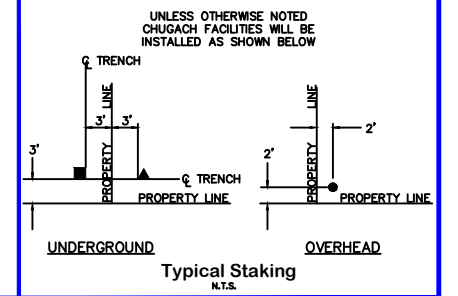 UNLESS OTHERWISE NOTED
CHUGACH FACILITIES WILL BE
INSTALLED AS SHOWN BELOW
℄ TRENCH
PROPERTY LINE
3' 3'
3'
℄ TRENCH
PROPERTY LINE
UNDERGROUND
PROPERTY LINE
2'
2'
PROPERTY LINE
OVERHEAD
Typical Staking
N.T.S.